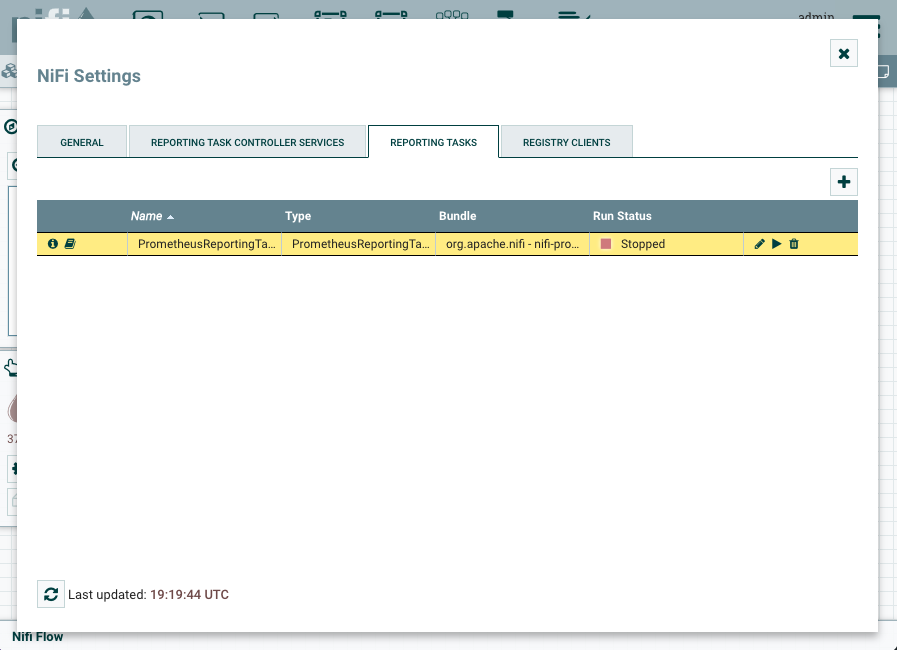 nifi
admin
NiFi Settings
GENERAL
REPORTING TASK CONTROLLER SERVICES
REPORTING TASKS
REGISTRY CLIENTS
Name Type Bundle Run Status
PrometheusReportingTa... PrometheusReportingTa... org.apache.nifi - nifi-pro... Stopped
37
Last updated: 19:19:44 UTC
Nifi Flow